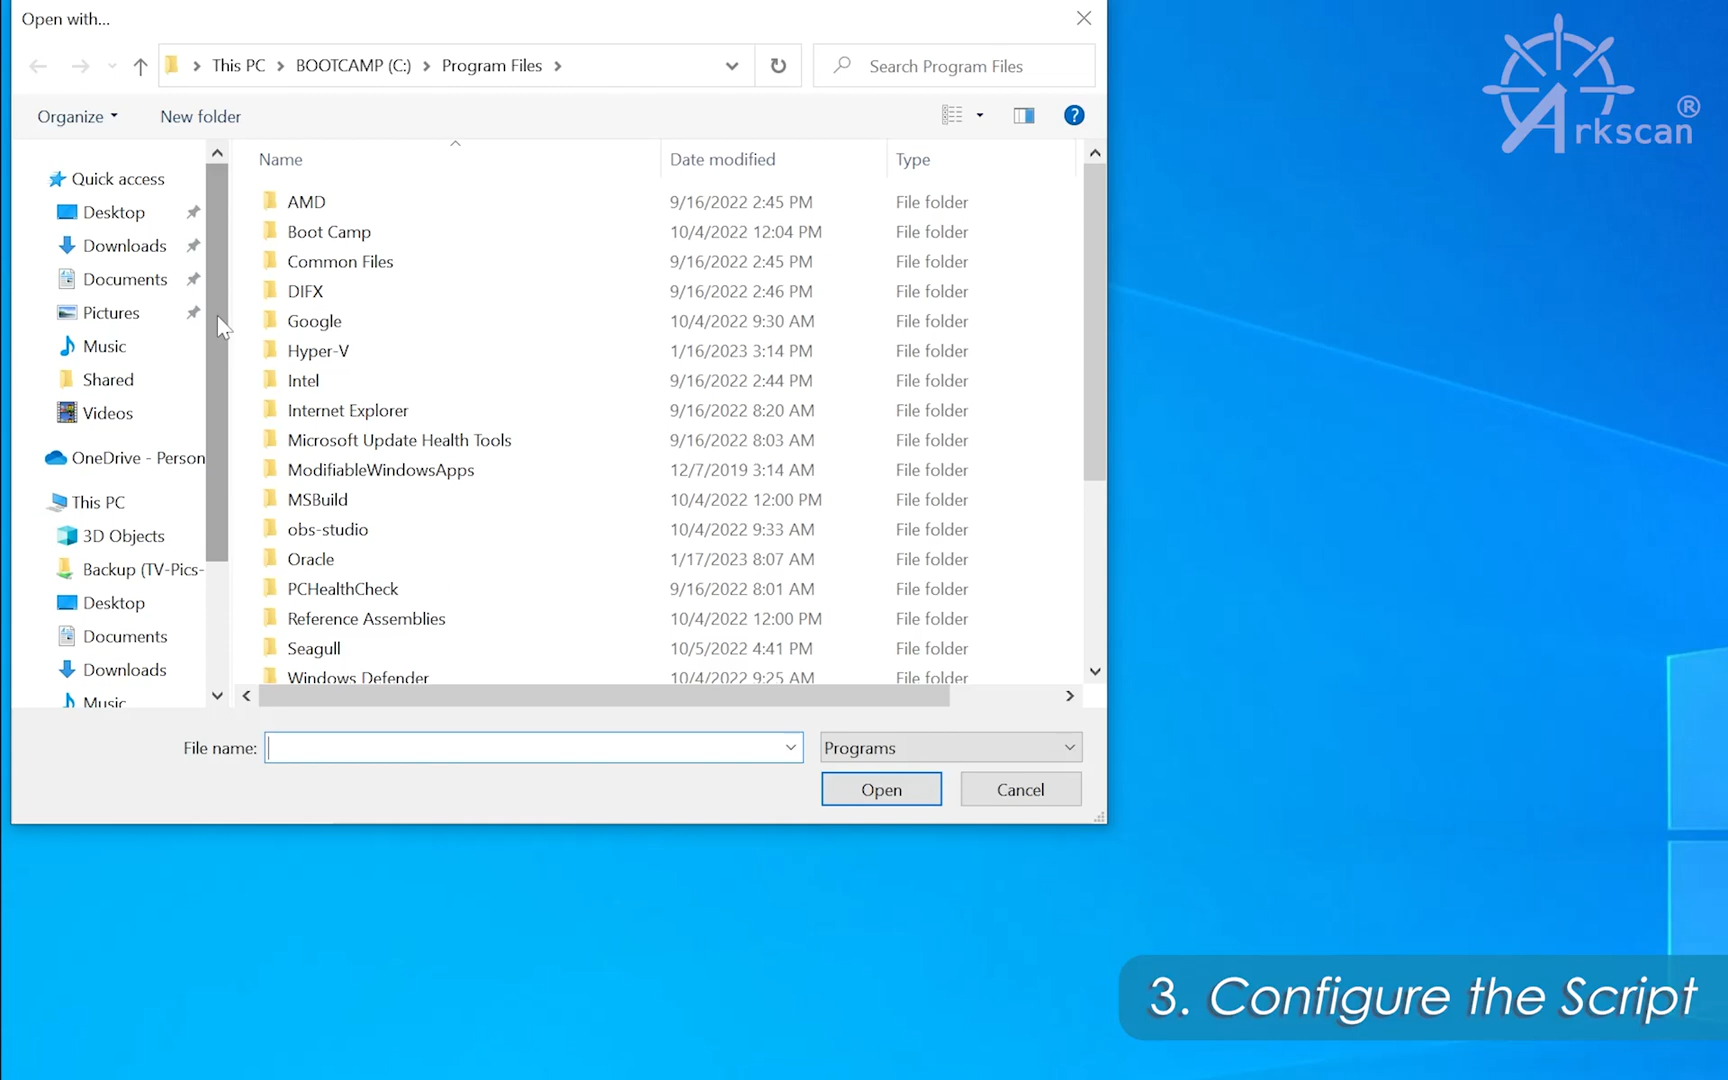 Open with...
This PC
BOOTCAMP (C:)
Program Files
Search Program Files
Organize
New folder
?
Name
Date modified
Type
Quick access
Desktop
Downloads
Documents
Pictures
Music
Shared
Videos
OneDrive - Person
This PC
3D Objects
Backup (TV-Pics-
Desktop
Documents
Downloads
Music
AMD 9/16/2022 2:45 PM File folder
Boot Camp 10/4/2022 12:04 PM File folder
Common Files 9/16/2022 2:45 PM File folder
DIFX 9/16/2022 2:46 PM File folder
Google 10/4/2022 9:30 AM File folder
Hyper-V 1/16/2023 3:14 PM File folder
Intel 9/16/2022 2:44 PM File folder
Internet Explorer 9/16/2022 8:20 AM File folder
Microsoft Update Health Tools 9/16/2022 8:03 AM File folder
ModifiableWindowsApps 12/7/2019 3:14 AM File folder
MSBuild 10/4/2022 12:00 PM File folder
obs-studio 10/4/2022 9:33 AM File folder
Oracle 1/17/2023 8:07 AM File folder
PCHealthCheck 9/16/2022 8:01 AM File folder
Reference Assemblies 10/4/2022 12:00 PM File folder
Seagull 10/5/2022 4:41 PM File folder
Windows Defender 10/4/2022 9:25 AM File folder
File name:
Programs
Open
Cancel
Arkscan®
3. Configure the Script